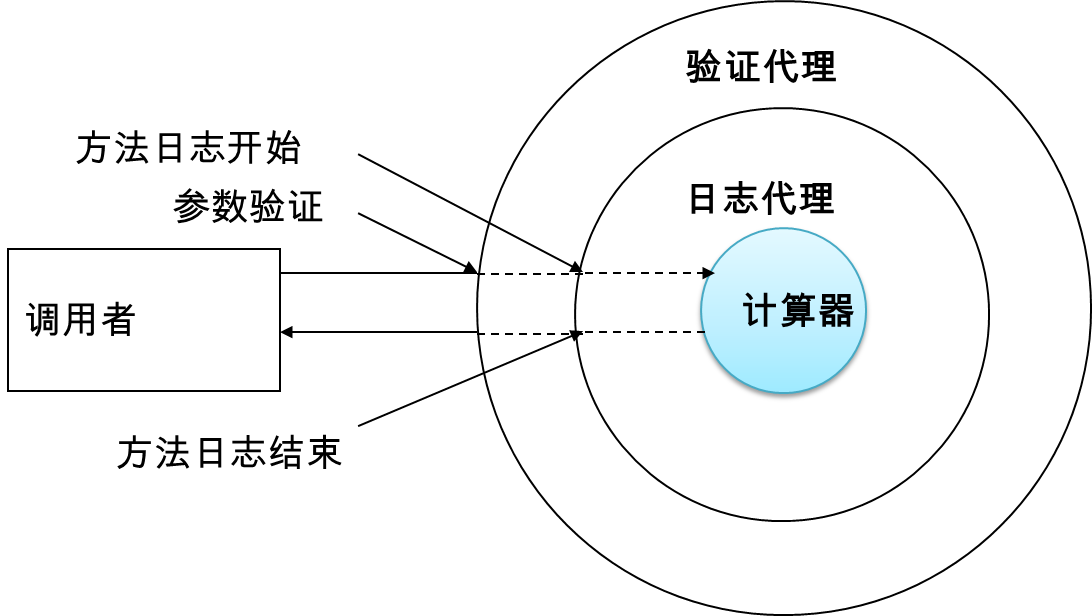 验证代理
方法日志开始
参数验证
日志代理
调用者
计算器
方法日志结束